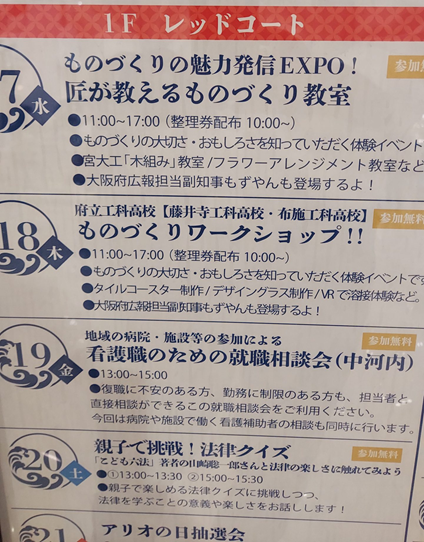 1F レッドコート
7
水
ものづくりの魅力発信EXPO！
参加無
匠が教えるものづくり教室
●11:00~17:00（整理券配布 10:00~）
●ものづくりの大切さ・おもしろさを知っていただく体験イベント
●宮大工「木組み」教室/フラワーアレンジメント教室など
●大阪府広報担当副知事もずやんも登場するよ！
18
木
府立工科高校【藤井寺工科高校・布施工科高校】
参加無料
ものづくりワークショップ!!
●11:00~17:00（整理券配布 10:00~）
●ものづくりの大切さ・おもしろさを知っていただく体験イベントです
●タイルコースター制作/デザイングラス制作/VRで溶接体験など。
●大阪府広報担当副知事もずやんも登場するよ！
19
金
地域の病院・施設等の参加による
参加無料
看護職のための就職相談会(中河内)
●13:00~15:00
●復職に不安のある方、勤務に制限のある方も、担当者と
直接相談ができるこの就職相談会をご利用ください。
今回は病院や施設で働く看護補助者の相談も同時に行います。
20
土
親子で挑戦！法律クイズ
参加無料
「こども六法」著者の山崎聡一郎さんと法律の楽しさに触れてみよう
●①13:00~13:30 ②15:00~15:30
●親子で楽しめる法律クイズに挑戦しつつ、
法律を学ぶことの意義や楽しさをお話しします！
21
アリオの日抽選会